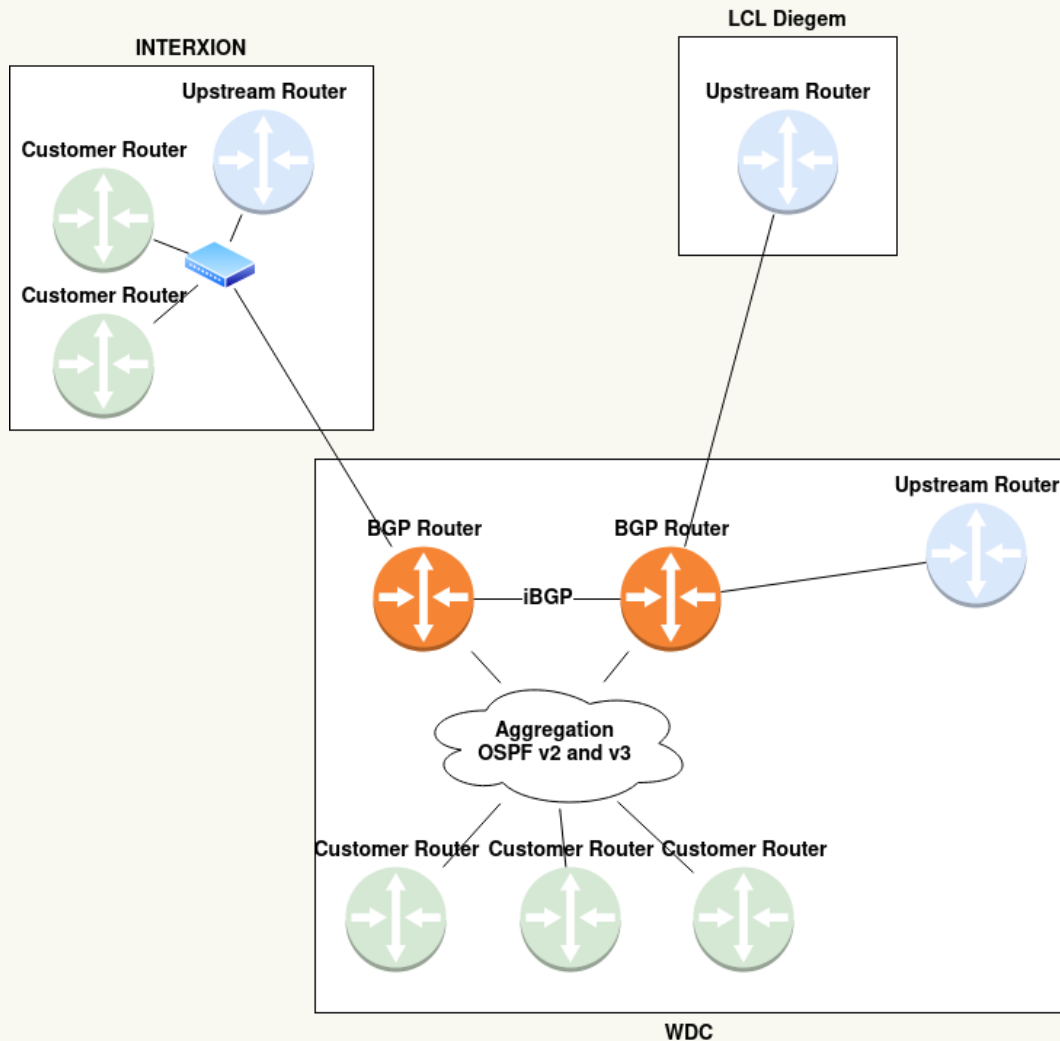 LCL Diegem
INTERXION
Upstream Router
Upstream Router
Customer Router
Customer Router
Upstream Router
BGP Router
BGP Router
iBGP
Aggregation
OSPF v2 and v3
Customer Router
Customer Router
Customer Router
WDC